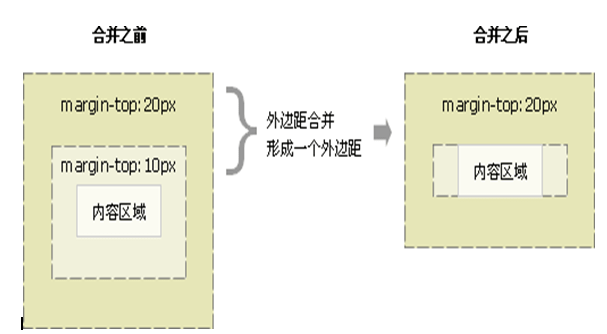 合并之前
合并之后
margin-top: 20px
margin-top: 10px
内容区域
外边距合并
形成一个外边距
margin-top: 20px
内容区域